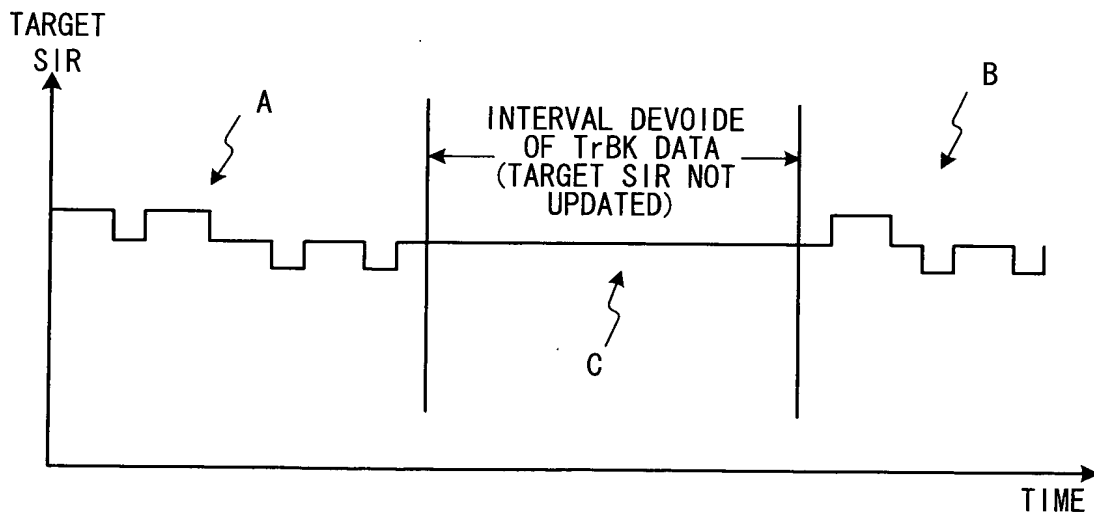 TARGET
SIR
A
B
INTERVAL DEVOIDE
OF TrBK DATA
(TARGET SIR NOT
UPDATED)
C
TIME